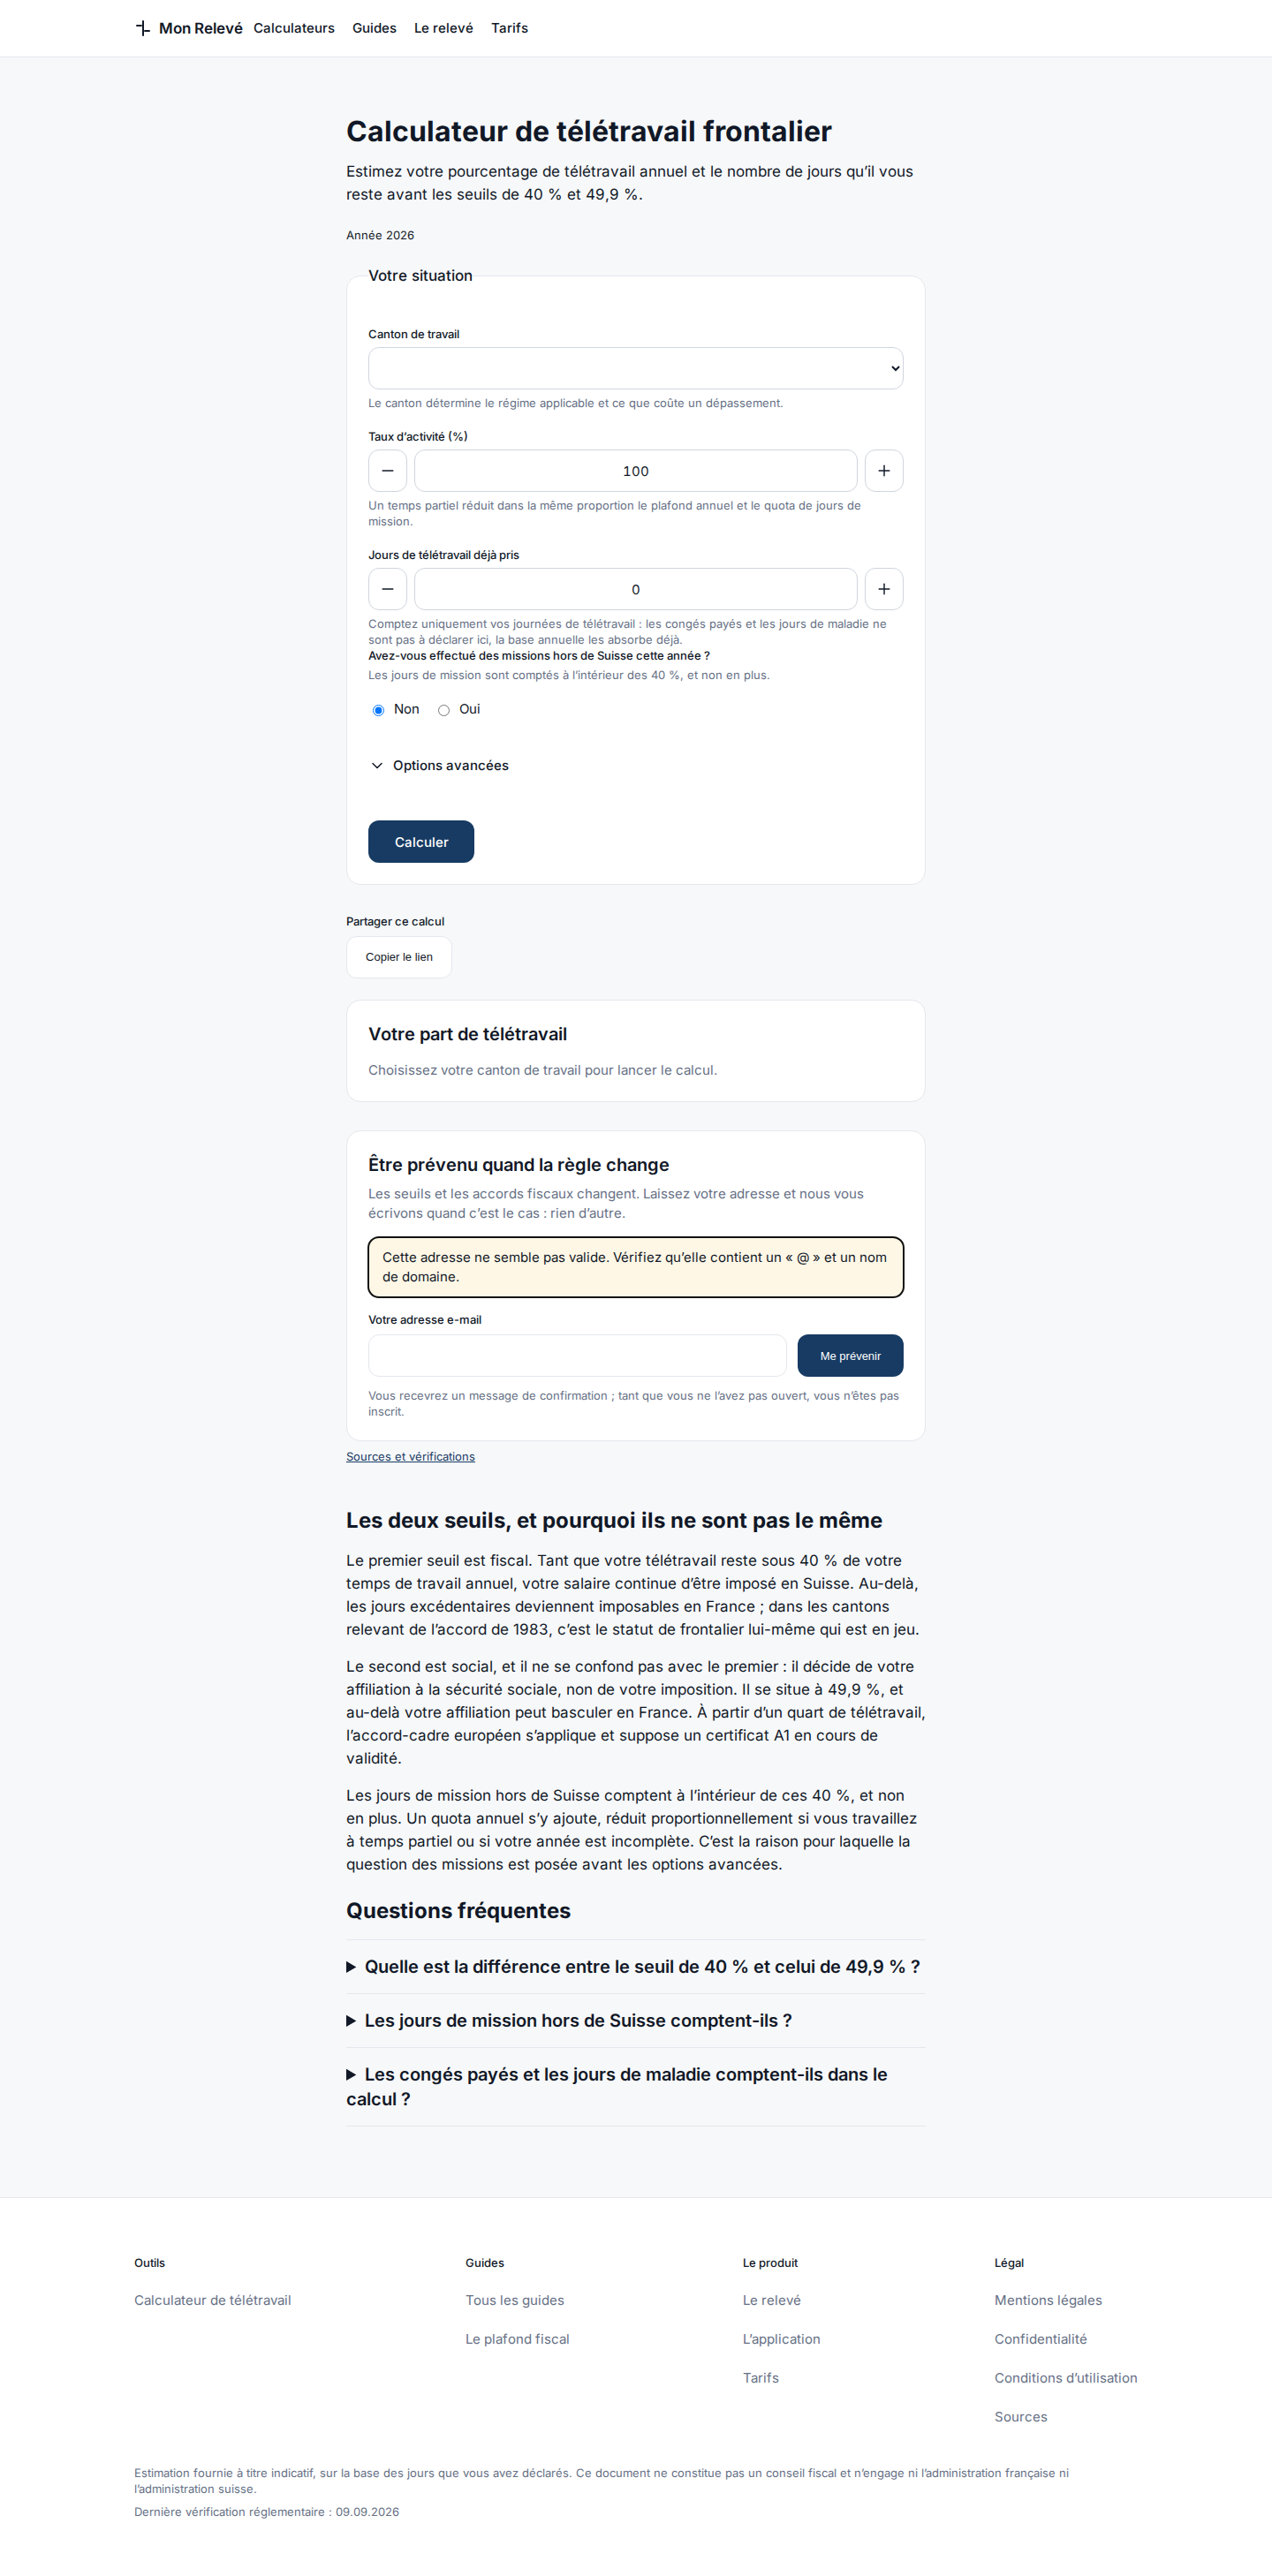 Mon Relevé Calculateurs Guides Le relevé Tarifs
Calculateur de télétravail frontalier
Estimez votre pourcentage de télétravail annuel et le nombre de jours qu’il vous
reste avant les seuils de 40 % et 49,9 %.
Année 2026
Votre situation
Canton de travail
Le canton détermine le régime applicable et ce que coûte un dépassement.
Taux d’activité (%)
100
Un temps partiel réduit dans la même proportion le plafond annuel et le quota de jours de
mission.
Jours de télétravail déjà pris
0
Comptez uniquement vos journées de télétravail : les congés payés et les jours de maladie ne
sont pas à déclarer ici, la base annuelle les absorbe déjà.
Avez-vous effectué des missions hors de Suisse cette année ?
Les jours de mission sont comptés à l’intérieur des 40 %, et non en plus.
Non Oui
Options avancées
Calculer
Partager ce calcul
Copier le lien
Votre part de télétravail
Choisissez votre canton de travail pour lancer le calcul.
Être prévenu quand la règle change
Les seuils et les accords fiscaux changent. Laissez votre adresse et nous vous
écrivons quand c’est le cas : rien d’autre.
Cette adresse ne semble pas valide. Vérifiez qu’elle contient un « @ » et un nom
de domaine.
Votre adresse e-mail
Me prévenir
Vous recevrez un message de confirmation ; tant que vous ne l’avez pas ouvert, vous n’êtes pas
inscrit.
Sources et vérifications
Les deux seuils, et pourquoi ils ne sont pas le même
Le premier seuil est fiscal. Tant que votre télétravail reste sous 40 % de votre
temps de travail annuel, votre salaire continue d’être imposé en Suisse. Au-delà,
les jours excédentaires deviennent imposables en France ; dans les cantons
relevant de l’accord de 1983, c’est le statut de frontalier lui-même qui est en jeu.
Le second est social, et il ne se confond pas avec le premier : il décide de votre
affiliation à la sécurité sociale, non de votre imposition. Il se situe à 49,9 %, et
au-delà votre affiliation peut basculer en France. À partir d’un quart de télétravail,
l’accord-cadre européen s’applique et suppose un certificat A1 en cours de
validité.
Les jours de mission hors de Suisse comptent à l’intérieur de ces 40 %, et non
en plus. Un quota annuel s’y ajoute, réduit proportionnellement si vous travaillez
à temps partiel ou si votre année est incomplète. C’est la raison pour laquelle la
question des missions est posée avant les options avancées.
Questions fréquentes
Quelle est la différence entre le seuil de 40 % et celui de 49,9 % ?
Les jours de mission hors de Suisse comptent-ils ?
Les congés payés et les jours de maladie comptent-ils dans le
calcul ?
Outils
Calculateur de télétravail
Guides
Tous les guides
Le plafond fiscal
Le produit
Le relevé
L’application
Tarifs
Légal
Mentions légales
Confidentialité
Conditions d’utilisation
Sources
Estimation fournie à titre indicatif, sur la base des jours que vous avez déclarés. Ce document ne constitue pas un conseil fiscal et n’engage ni l’administration française ni
l’administration suisse.
Dernière vérification réglementaire : 09.09.2026